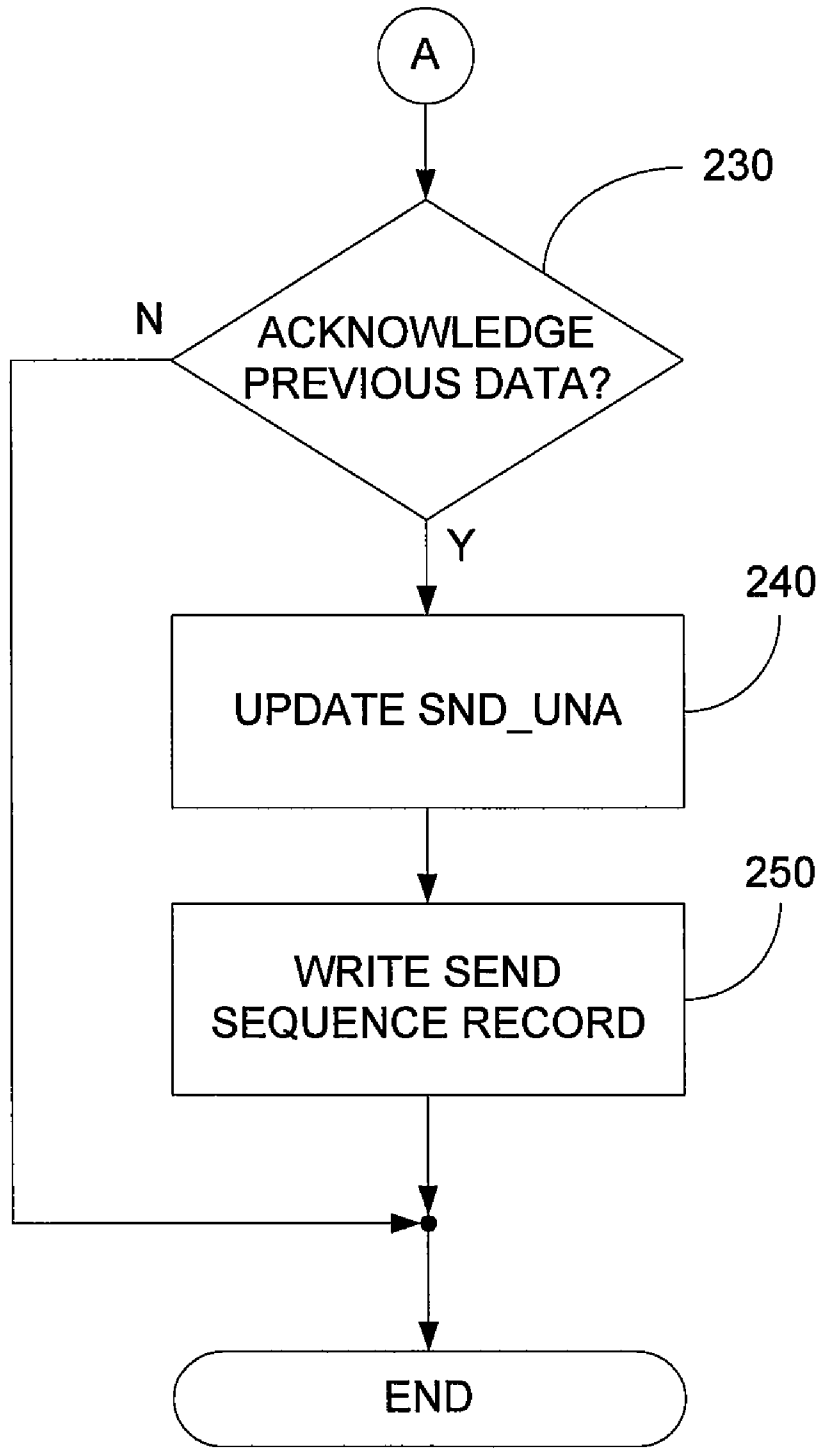 A
230
N
ACKNOWLEDGE
PREVIOUS DATA?
Y
240
UPDATE SND_UNA
250
WRITE SEND
SEQUENCE RECORD
END